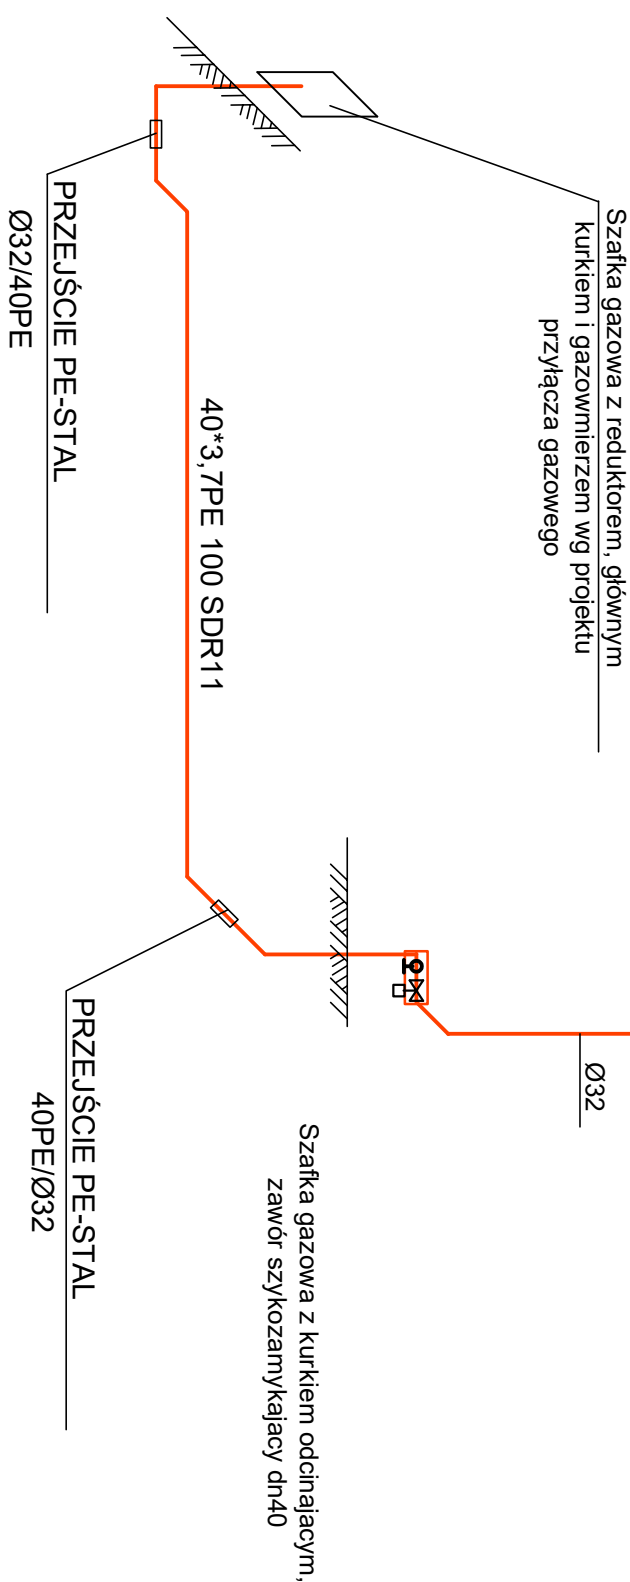 Szafka gazowa z reduktorem, głównym
kurkiem i gazowmierzem wg projektu
przyłącza gazowego
PRZEJŚCIE PE-STAL
Ø32/40PE
40*3,7PE 100 SDR11
Ø32
Szafka gazowa z kurkiem odcinajacym,
zawór szykozamykajacy dn40
PRZEJŚCIE PE-STAL
40PE/Ø32